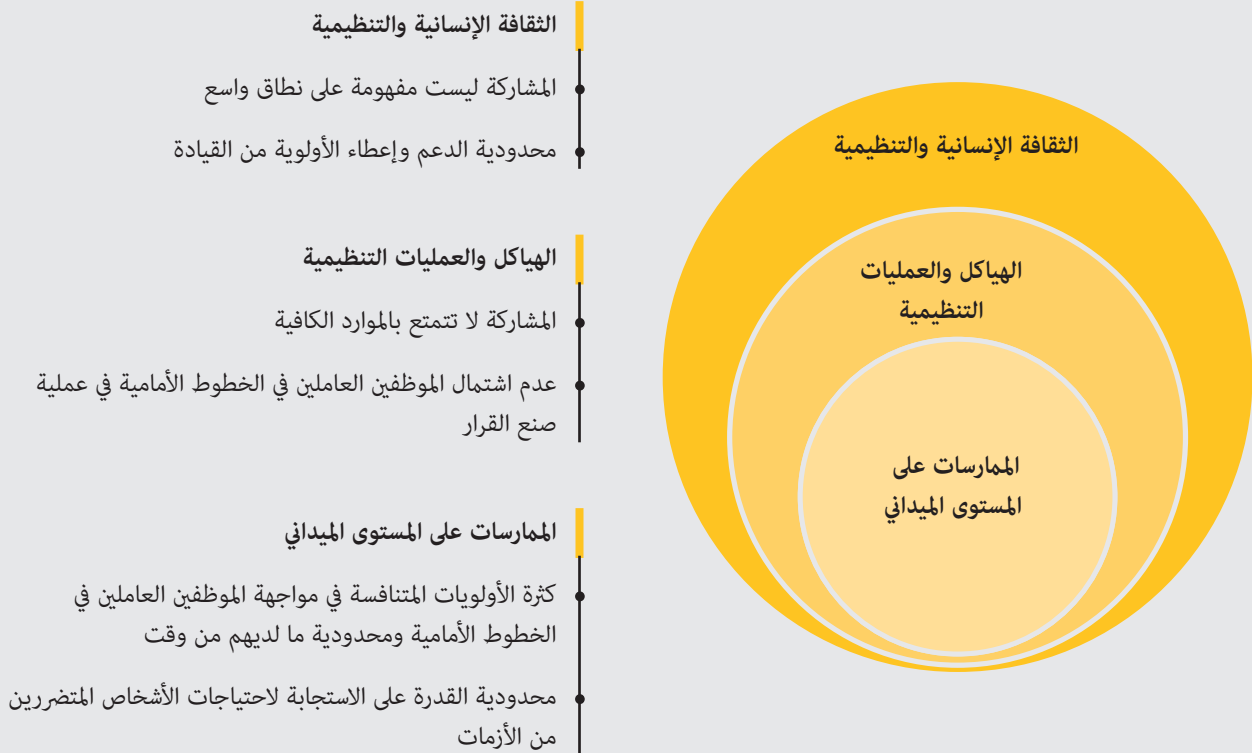 الثقافة الإنسانية والتنظيمية
الهياكل والعمليات
التنظيمية
الممارسات على
المستوى الميداني
الثقافة الإنسانية والتنظيمية
المشاركة ليست مفهومة على نطاق واسع
محدودية الدعم وإعطاء الأولوية من القيادة
الهياكل والعمليات التنظيمية
المشاركة لا تتمتع بالموارد الكافية
عدم اشتمال الموظفين العاملين في الخطوط الأمامية في عملية
صنع القرار
الممارسات على المستوى الميداني
كثرة الأولويات المتنافسة في مواجهة الموظفين العاملين في
الخطوط الأمامية ومحدودية ما لديهم من وقت
محدودية القدرة على الاستجابة لاحتياجات الأشخاص المتضررين
من الأزمات